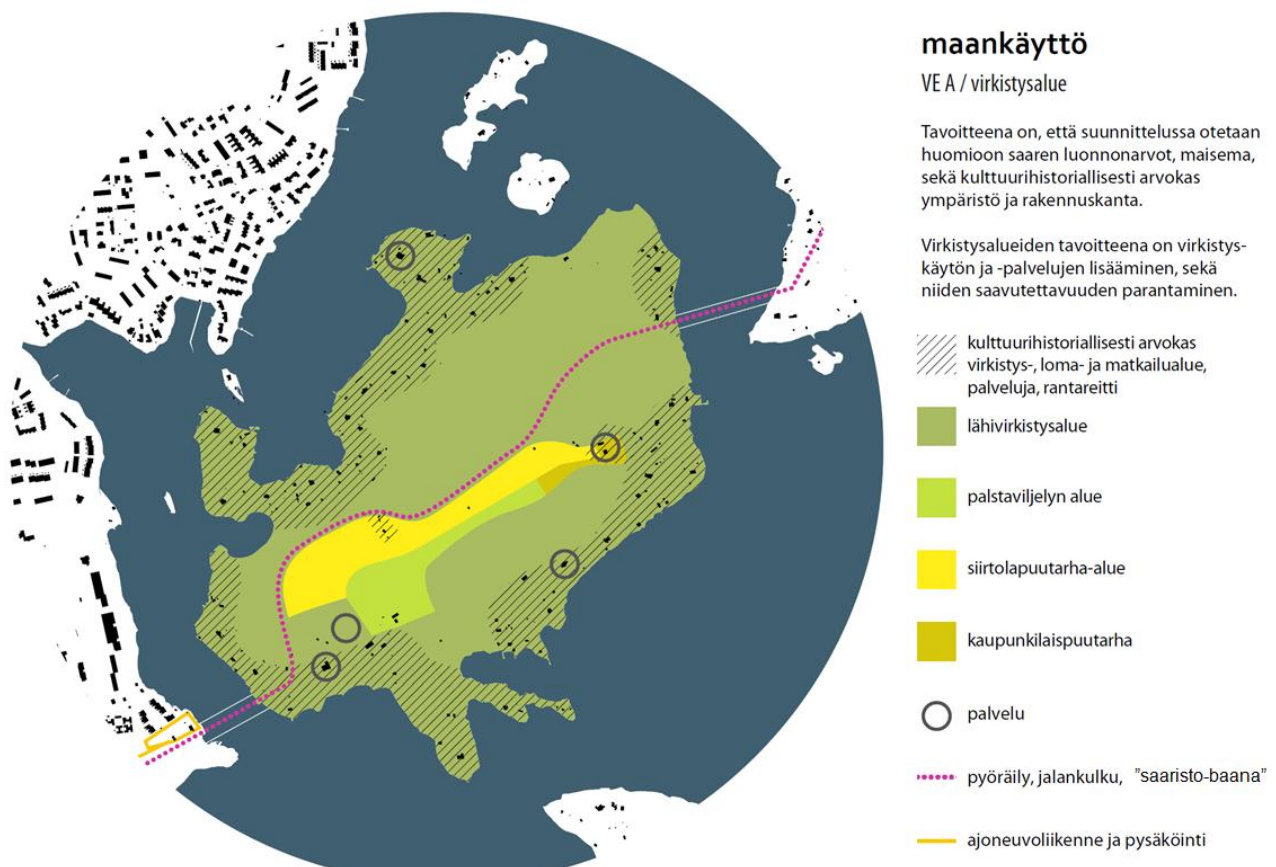 maankäyttö
VE A / virkistysalue
Tavoitteena on, että suunnittelussa otetaan
huomioon saaren luonnonarvot, maisema,
sekä kulttuurihistoriallisesti arvokas
ympäristö ja rakennuskanta.
Virkistysalueiden tavoitteena on virkistys-
käytön ja -palvelujen lisääminen, sekä
niiden saavutettavuuden parantaminen.
kulttuurihistoriallisesti arvokas
virkistys-, loma- ja matkailualue,
palveluja, rantareitti
lähivirkistysalue
palstaviljelyn alue
siirtolapuutarha-alue
kaupunkilaispuutarha
palvelu
pyöräily, jalankulku, ”saaristo-baana”
ajoneuvoliikenne ja pysäköinti